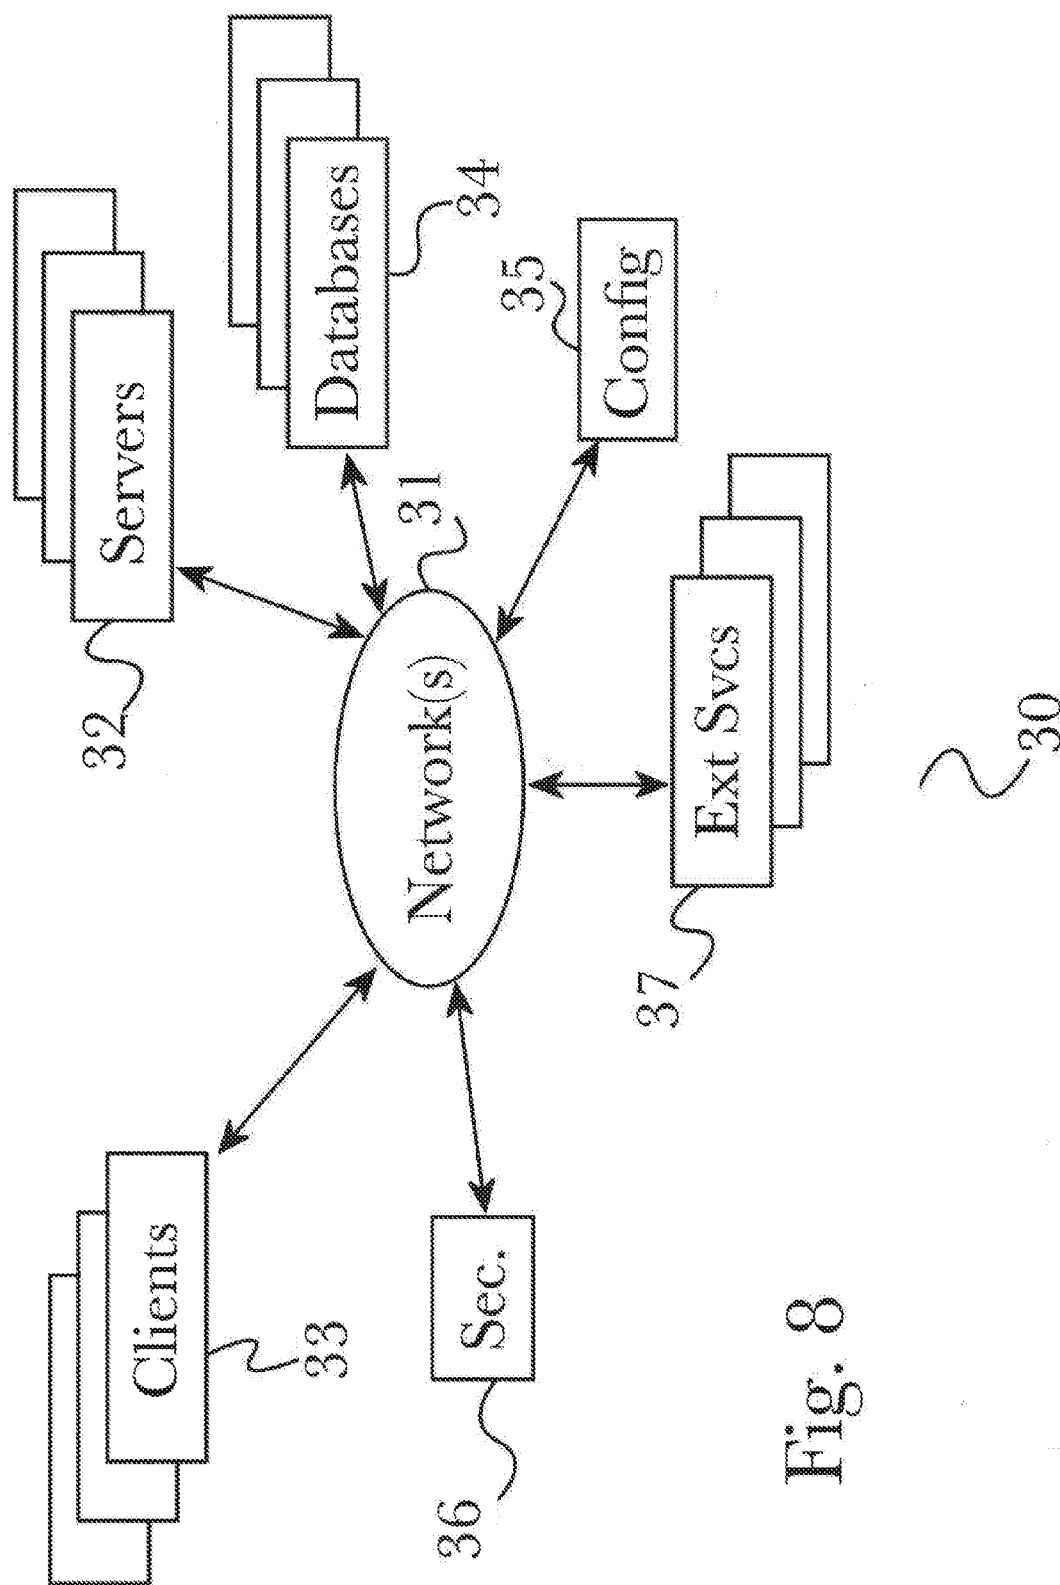 32
Servers
Clients
33
Databases
34
31
Network(s)
35
Config
36
Sec.
37
Ext Svcs
30
Fig. 8